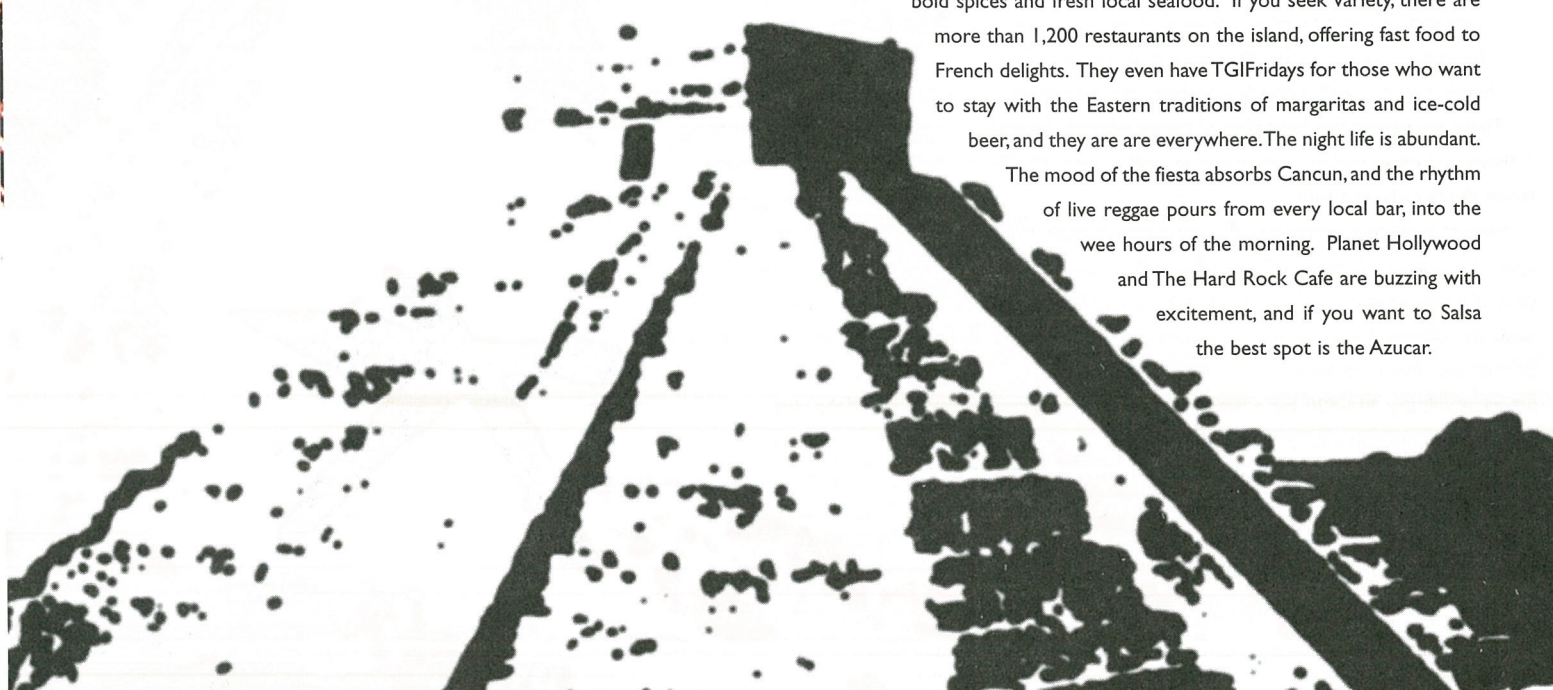 bold spices and fresh local seafood. If you seek variety, there are
more than 1,200 restaurants on the island, offering fast food to
French delights. They even have TGIFridays for those who want
to stay with the Eastern traditions of margaritas and ice-cold
beer, and they are are everywhere. The night life is abundant.
The mood of the fiesta absorbs Cancun, and the rhythm
of live reggae pours from every local bar, into the
wee hours of the morning. Planet Hollywood
and The Hard Rock Cafe are buzzing with
excitement, and if you want to Salsa
the best spot is the Azucar.